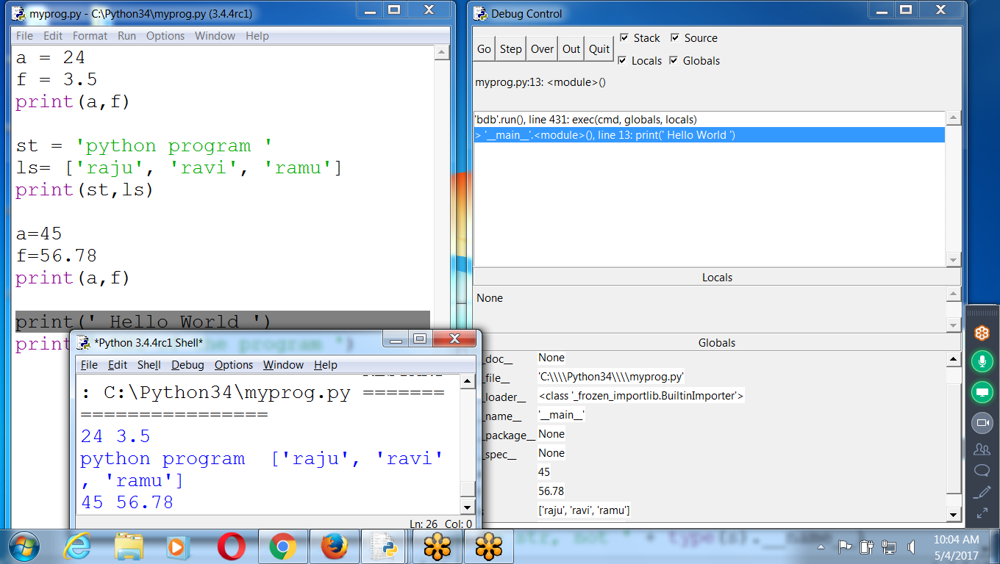 myprog.py - C:\Python34\myprog.py (3.4.4rc1)
File Edit Format Run Options Window Help
a = 24
f = 3.5
print(a,f)
st = 'python program '
ls= ['raju', 'ravi', 'ramu']
print(st,ls)
a=45
f=56.78
print(a,f)
print(' Hello World ')
print he program ')
*Python 3.4.4rc1 Shell*
File Edit Shell Debug Options Window Help
: C:\Python34\myprog.py =======
================
24 3.5
python program  ['raju', 'ravi'
, 'ramu']
45 56.78
Ln: 26 Col: 0
Debug Control
Go Step Over Out Quit
Stack Source
Locals Globals
myprog.py:13: <module>()
'bdb'.run(), line 431: exec(cmd, globals, locals)
> '__main__'.<module>(), line 13: print(' Hello World ')
Locals
None
Globals
_doc__ None
_file__ 'C:\\\\Python34\\\\myprog.py'
_loader__ <class '_frozen_importlib.BuiltinImporter'>
_name__ '__main__'
_package__ None
_spec__ None
45
56.78
s ['raju', 'ravi', 'ramu']
str, not " + type(s).__name__
10:04 AM
5/4/2017